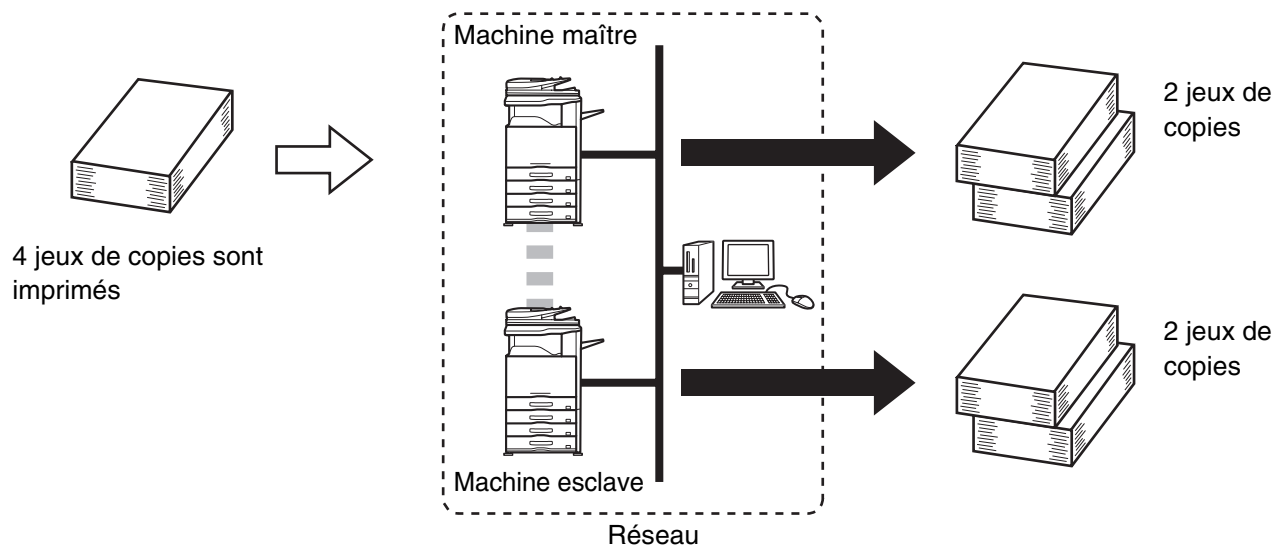 Machine maître
2 jeux de
copies
4 jeux de copies sont
imprimés
2 jeux de
copies
Machine esclave
Réseau